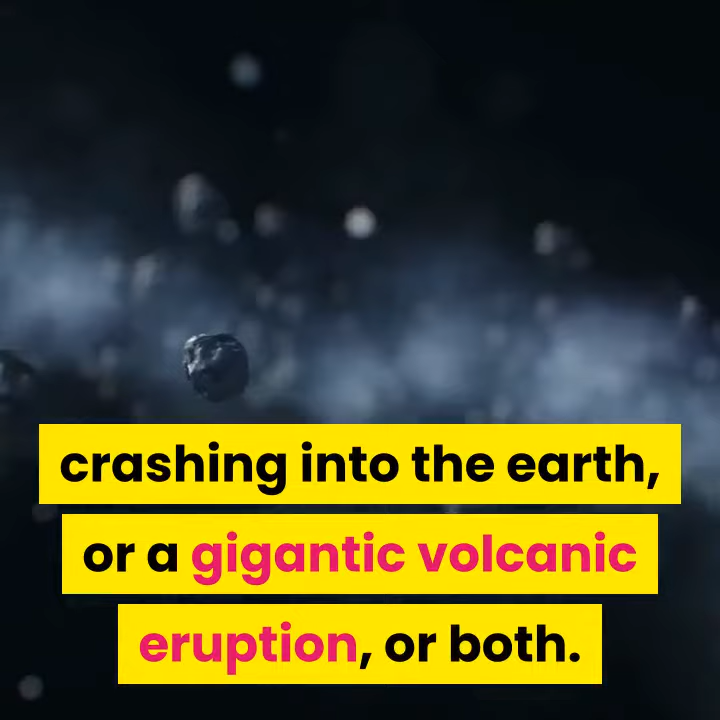 crashing into the earth,
or a gigantic volcanic
eruption, or both.